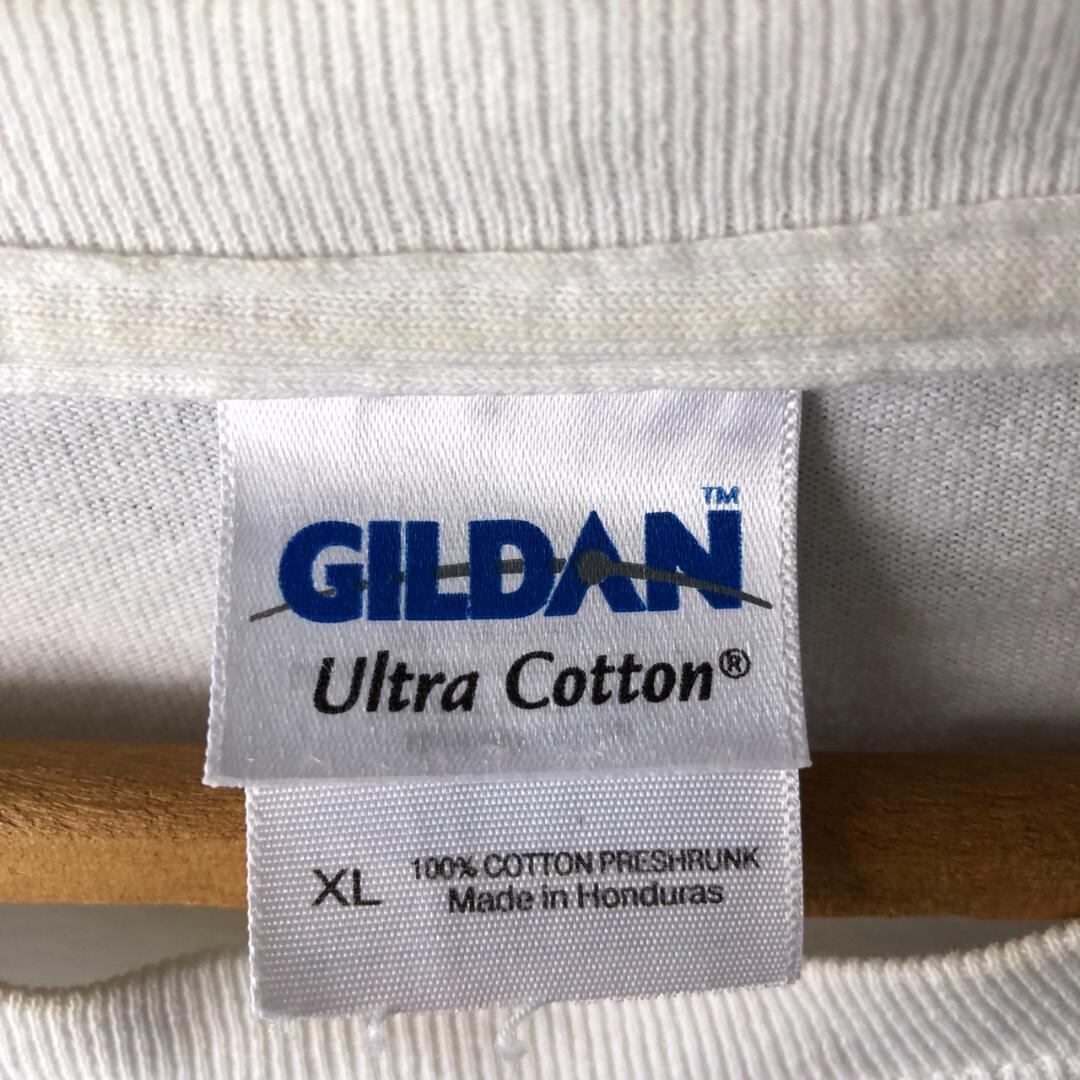 GILDAN™
Ultra Cotton®
XL
100% COTTON PRESHRUNK
Made in Honduras